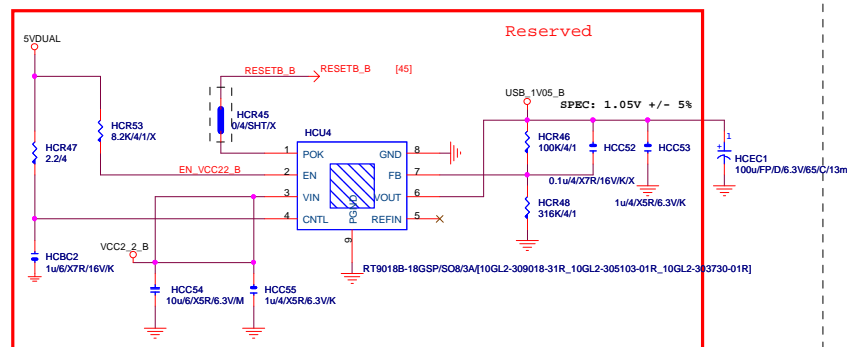 Reserved
5VDUAL
RESETB_B
RESETB_B
[45]
USB_1V05_B
SPEC: 1.05V +/- 5%
HCR53
8.2K/4/1/X
HCR45
0/4/SHT/X
HCU4
HCR47
2.2/4
HCR46
100K/4/1
HCC52
0.1u/4/X7R/16V/K/X
HCC53
1u/4/X5R/6.3V/K
1
+
HCEC1
100u/FP/D/6.3V/65/C/13m
EN_VCC22_B
1
POK
GND
8
2
EN
FB
7
3
VIN
VOUT
6
4
CNTL
REFIN
5
PGND
9
HCR48
316K/4/1
HCBC2
1u/6/X7R/16V/K
VCC2_2_B
RT9018B-18GSP/SO8/3A/[10GL2-309018-31R_10GL2-305103-01R_10GL2-303730-01R]
HCC54
10u/6/X5R/6.3V/M
HCC55
1u/4/X5R/6.3V/K